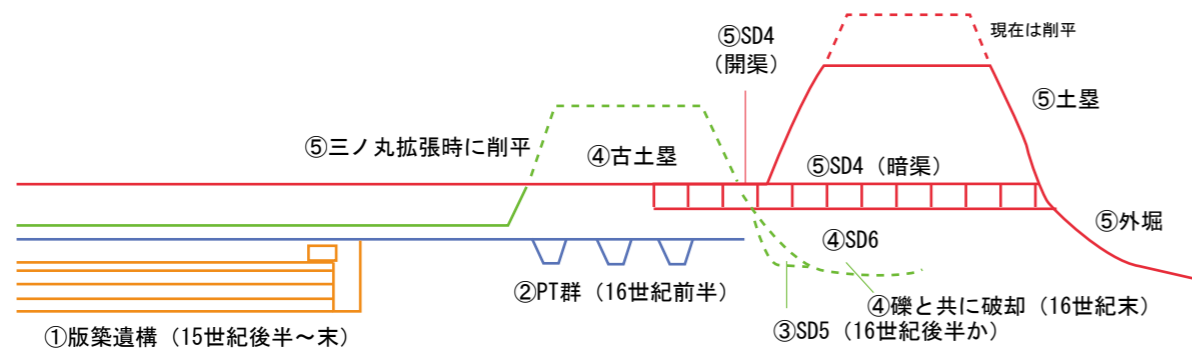 現在は削平
⑤SD4
（開渠）
⑤土塁
⑤三ノ丸拡張時に削平
④古土塁
⑤SD4（暗渠）
⑤外堀
④SD6
②PT群（16世紀前半）
④礫と共に破却（16世紀末）
③SD5（16世紀後半か）
①版築遺構（15世紀後半～末）